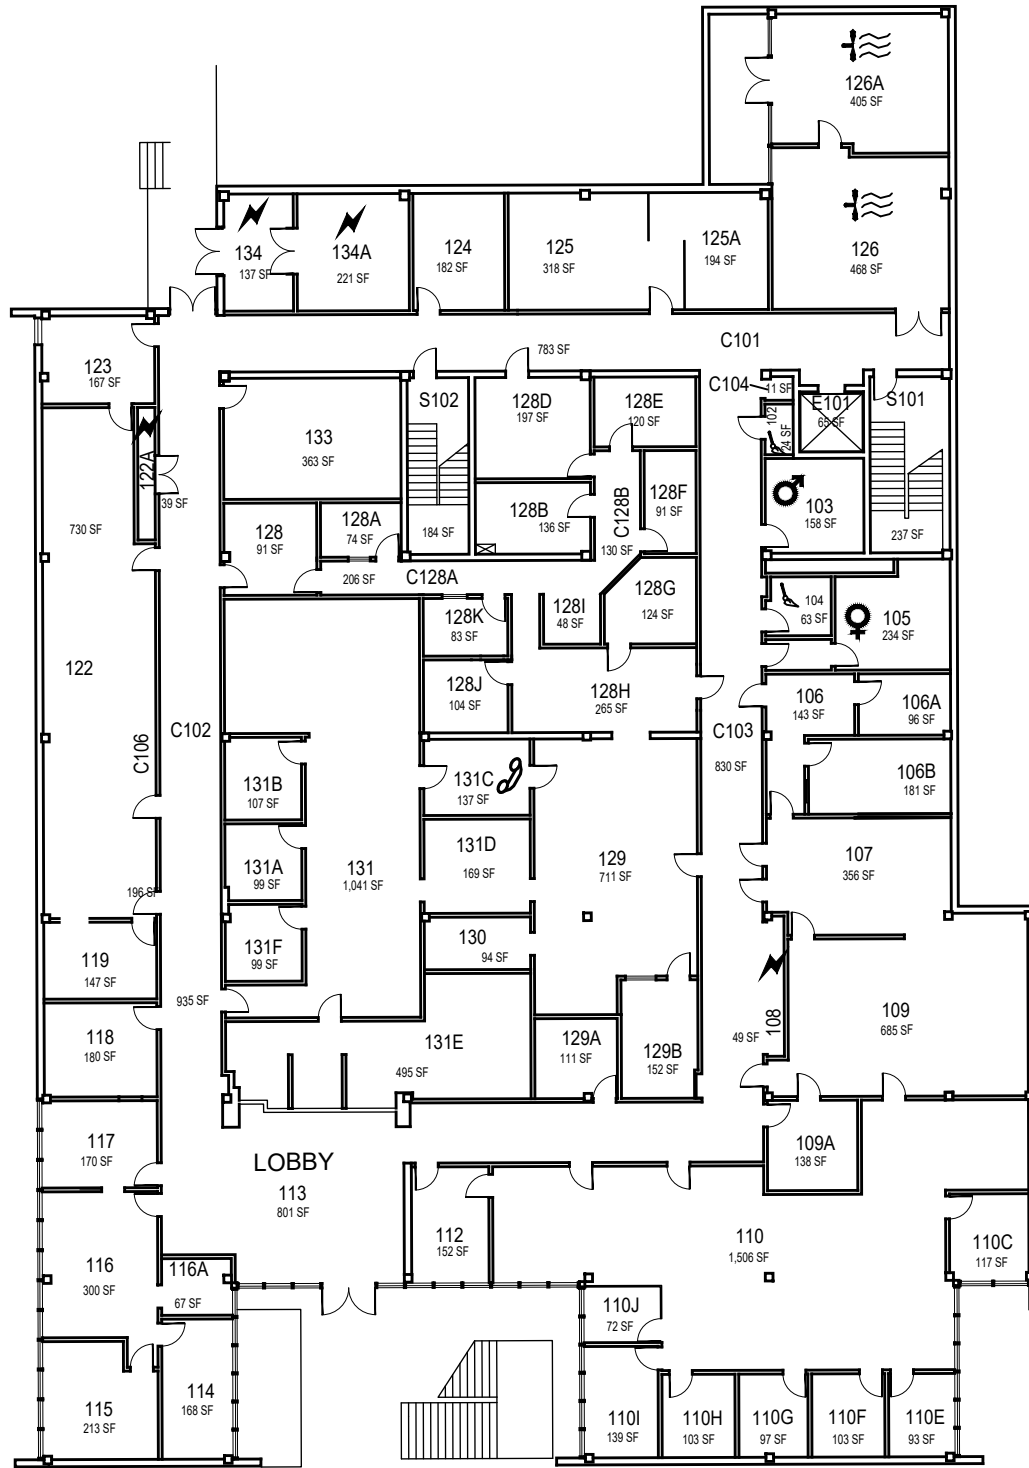 126A
405 SF
126
468 SF
134
137 SF
134A
221 SF
124
182 SF
125
318 SF
125A
194 SF
C101
783 SF
123
167 SF
C104
11 SF
102
24 SF
E101
65 SF
S101
237 SF
S102
184 SF
128D
197 SF
128E
120 SF
133
363 SF
122A
39 SF
730 SF
128
91 SF
128A
74 SF
128B
136 SF
C128B
130 SF
128F
91 SF
103
158 SF
206 SF
C128A
128G
124 SF
128I
48 SF
128K
83 SF
104
63 SF
105
234 SF
122
128J
104 SF
128H
265 SF
106
143 SF
106A
96 SF
C102
C106
C103
830 SF
106B
181 SF
131B
107 SF
131C
137 SF
131A
99 SF
131
1,041 SF
131D
169 SF
129
711 SF
107
356 SF
196 SF
131F
99 SF
130
94 SF
119
147 SF
935 SF
118
180 SF
131E
495 SF
129A
111 SF
129B
152 SF
108
49 SF
109
685 SF
117
170 SF
LOBBY
113
801 SF
109A
138 SF
112
152 SF
110
1,506 SF
110C
117 SF
116
300 SF
116A
67 SF
110J
72 SF
115
213 SF
114
168 SF
110I
139 SF
110H
103 SF
110G
97 SF
110F
103 SF
110E
93 SF